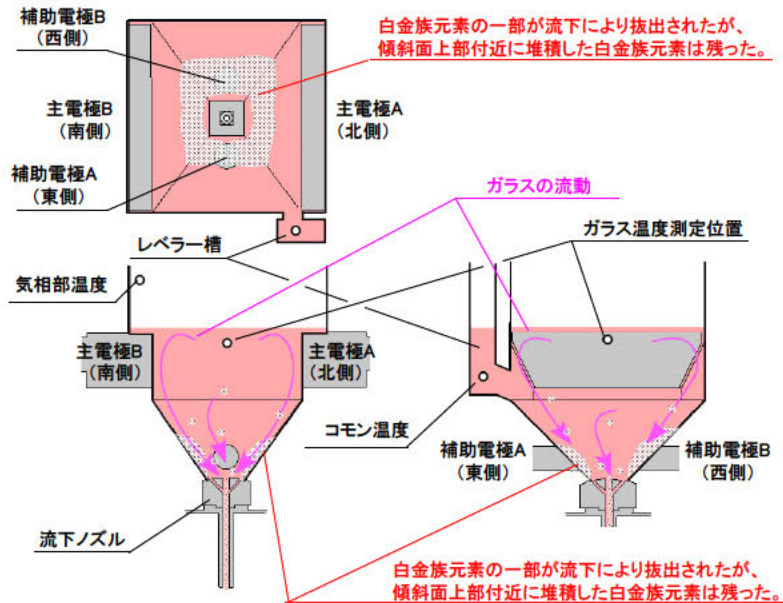 補助電極B
(西側)
白金族元素の一部が流下により抜出されたが、
傾斜面上部付近に堆積した白金族元素は残った。
主電極B
(南側)
主電極A
(北側)
補助電極A
(東側)
ガラスの流動
レベラー槽
ガラス温度測定位置
気相部温度
主電極B
(南側)
主電極A
(北側)
コモン温度
補助電極A
(東側)
補助電極B
(西側)
流下ノズル
白金族元素の一部が流下により抜出されたが、
傾斜面上部付近に堆積した白金族元素は残った。